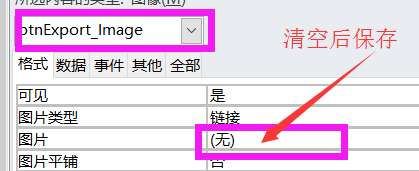 所选内容的类型: 图像(M)
btnExport_Image
清空后保存
格式 数据 事件 其他 全部
可见 是
图片类型 链接
图片 (无)
图片平铺 否